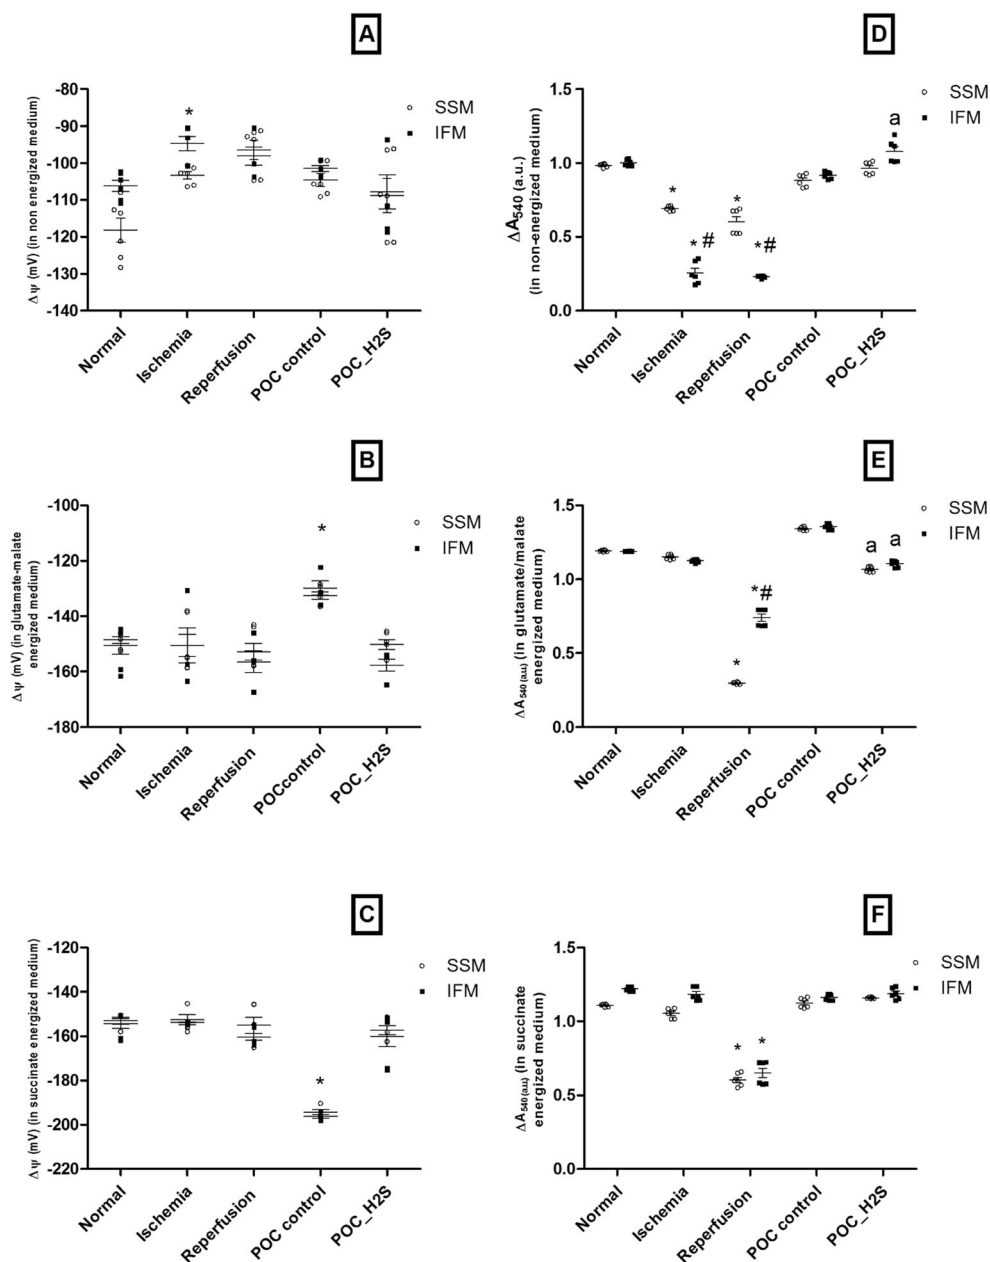 A
Δψ (mV) (in non energized medium)
-80
-90
-100
-110
-120
-130
-140
SSM
IFM
*
Normal
Ischemia
Reperfusion
POC control
POC_H2S
D
ΔA540 (a.u.)
(in non-energized medium)
1.5
1.0
0.5
0.0
SSM
IFM
*
*#
*
*#
a
Normal
Ischemia
Reperfusion
POC control
POC_H2S
B
Δψ (mV) (in glutamate-malate
energized medium)
-100
-120
-140
-160
-180
SSM
IFM
*
Normal
Ischemia
Reperfusion
POCcontrol
POC_H2S
E
ΔA540 (a.u.) (in glutamate/malate
energized medium)
1.5
1.0
0.5
0.0
SSM
IFM
*
*#
a
a
Normal
Ischemia
Reperfusion
POC control
POC_H2S
C
Δψ (mV) (in succinate energized medium)
-120
-140
-160
-180
-200
-220
SSM
IFM
*
Normal
Ischemia
Reperfusion
POC control
POC_H2S
F
ΔA540 (a.u.) (in succinate
energized medium)
1.5
1.0
0.5
0.0
SSM
IFM
*
*
Normal
Ischemia
Reperfusion
POC control
POC_H2S